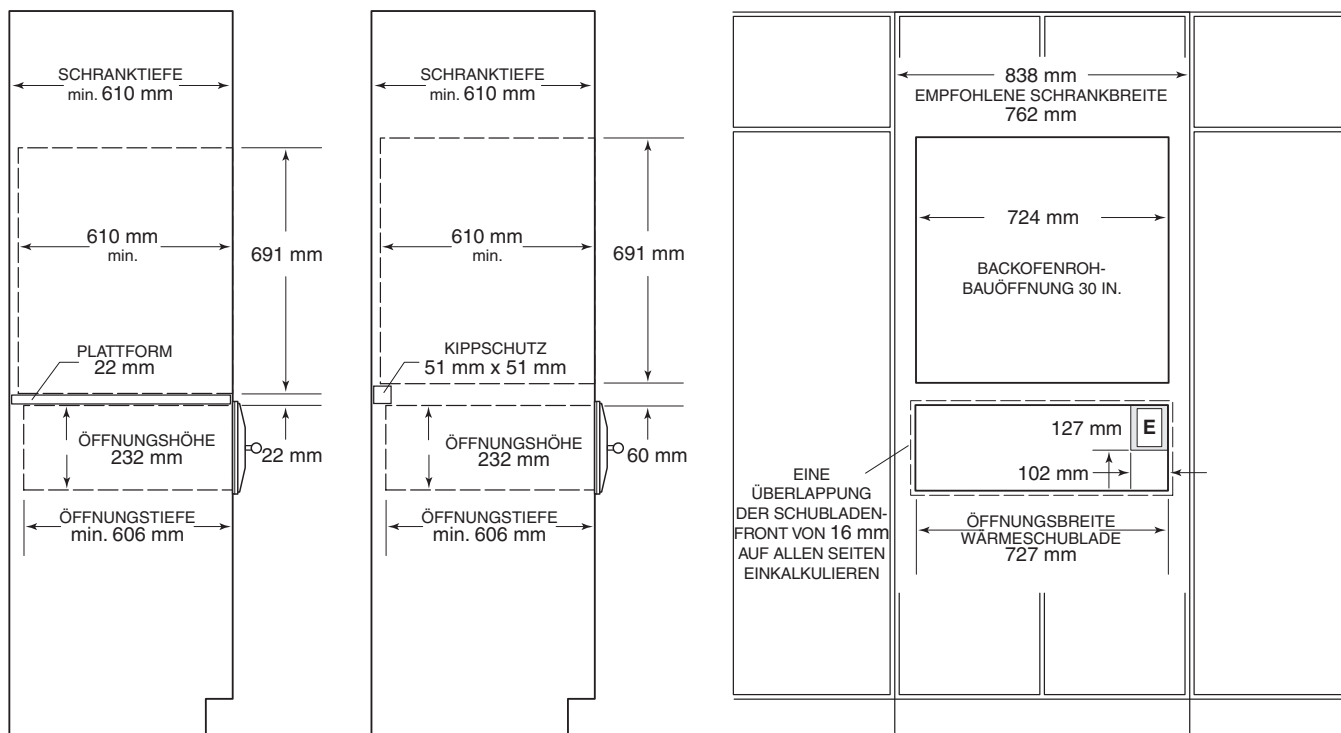 SCHRANKTIEFE
min. 610 mm
610 mm
min.
691 mm
PLATTFORM
22 mm
ÖFFNUNGSHÖHE
232 mm
22 mm
ÖFFNUNGSTIEFE
min. 606 mm
SCHRANKTIEFE
min. 610 mm
610 mm
min.
691 mm
KIPPSCHUTZ
51 mm x 51 mm
ÖFFNUNGSHÖHE
232 mm
60 mm
ÖFFNUNGSTIEFE
min. 606 mm
838 mm
EMPFOHLENE SCHRANKBREITE
762 mm
724 mm
BACKOFENROH-
BAUÖFFNUNG 30 IN.
127 mm
E
102 mm
EINE
ÜBERLAPPUNG
DER SCHUBLADEN-
FRONT VON 16 mm
AUF ALLEN SEITEN
EINKALKULIEREN
ÖFFNUNGSBREITE
WÄRMESCHUBLADE
727 mm